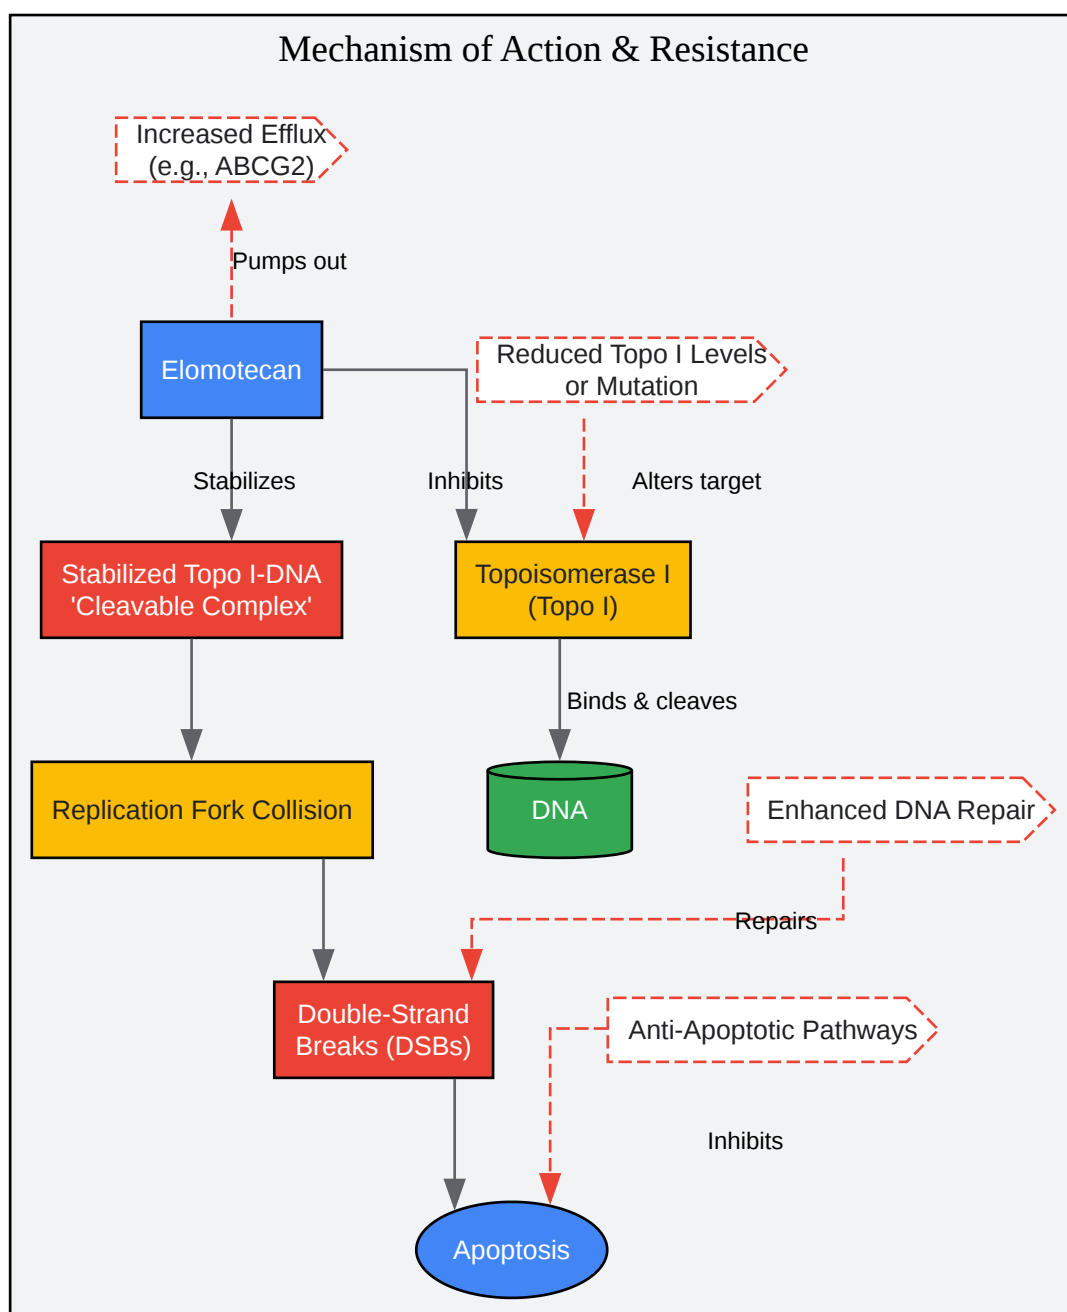 Mechanism of Action & Resistance
Increased Efflux
(e.g., ABCG2)
Pumps out
Elomotecan
Reduced Topo I Levels
or Mutation
Stabilizes
Inhibits
Alters target
Stabilized Topo I-DNA
'Cleavable Complex'
Topoisomerase I
(Topo I)
Binds & cleaves
Replication Fork Collision
DNA
Enhanced DNA Repair
Repairs
Double-Strand
Breaks (DSBs)
Anti-Apoptotic Pathways
Inhibits
Apoptosis